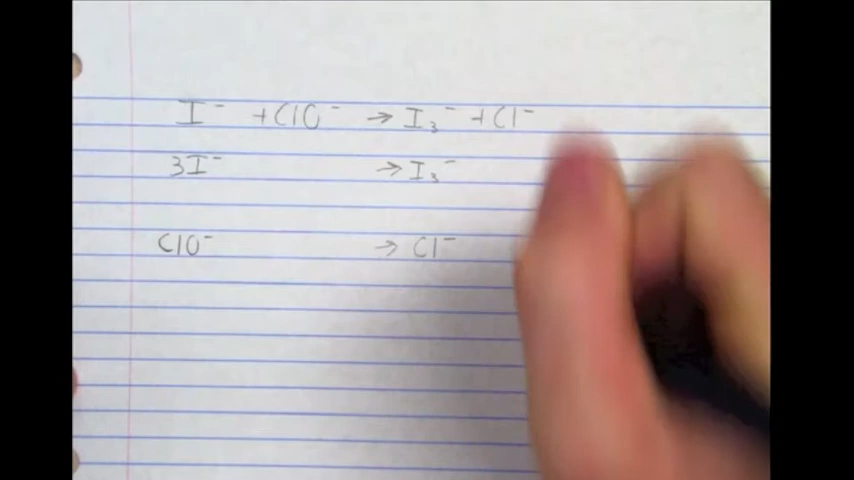 I⁻ + ClO⁻ → I₃⁻ + Cl⁻
3I⁻ → I₃⁻
ClO⁻ → Cl⁻